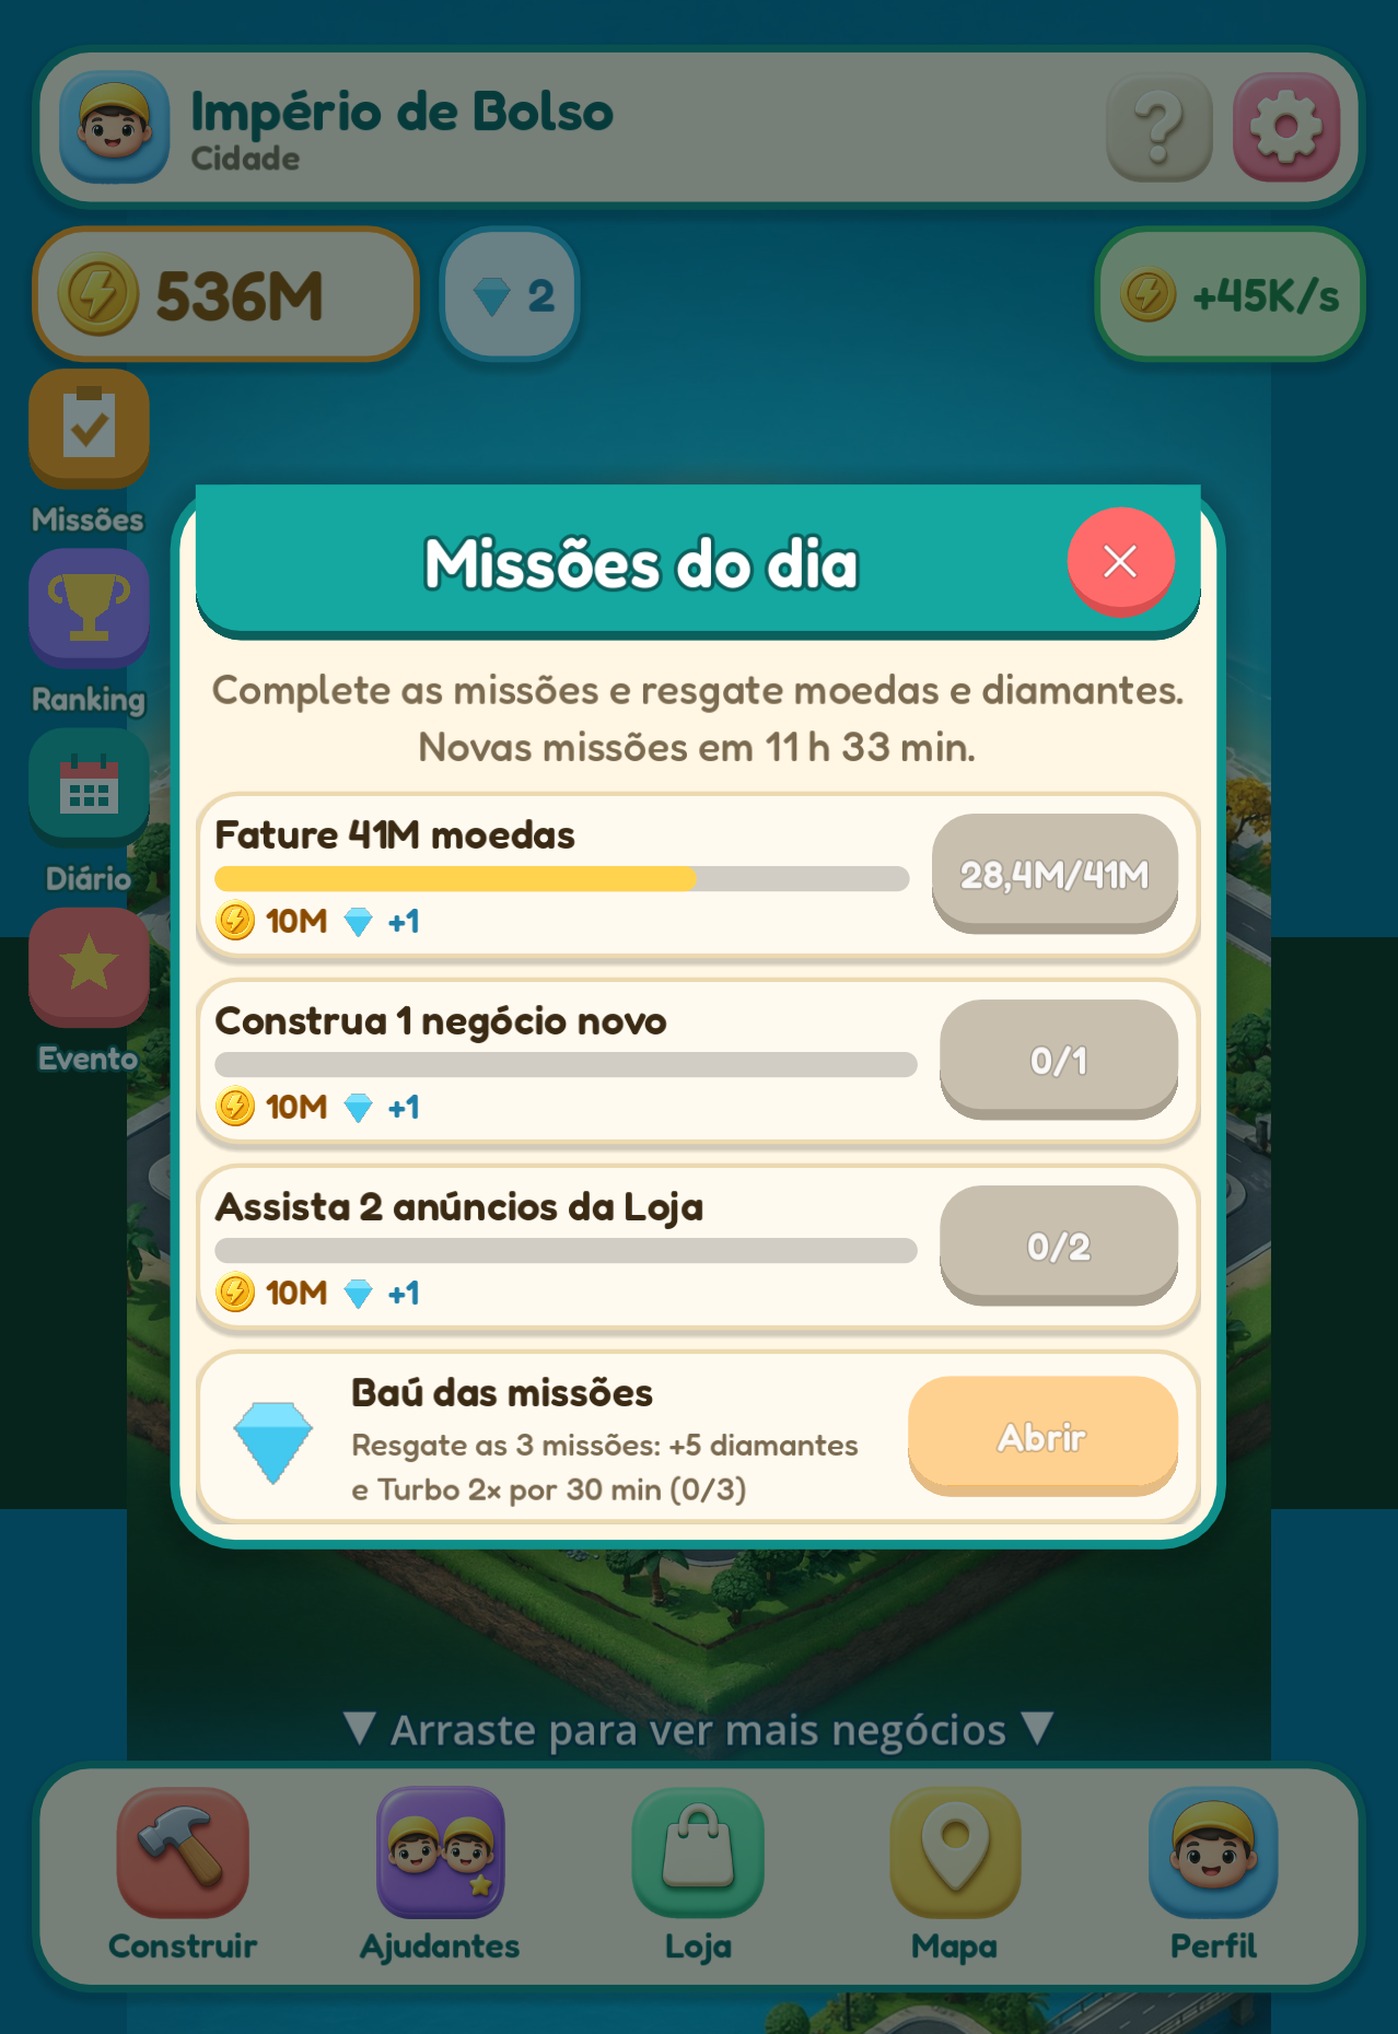 Império de Bolso
Cidade
?
536M
2
+45K/s
Missões
Ranking
Diário
Evento
Missões do dia
Complete as missões e resgate moedas e diamantes.
Novas missões em 11 h 33 min.
Fature 41M moedas
28,4M/41M
10M +1
Construa 1 negócio novo
0/1
10M +1
Assista 2 anúncios da Loja
0/2
10M +1
Baú das missões
Resgate as 3 missões: +5 diamantes
e Turbo 2x por 30 min (0/3)
Abrir
▼ Arraste para ver mais negócios ▼
Construir
Ajudantes
Loja
Mapa
Perfil